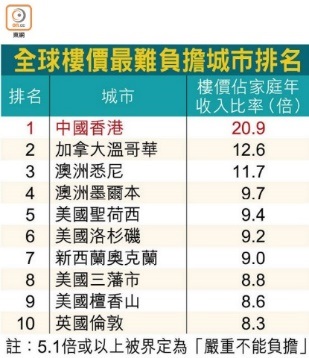 東網
全球樓價最難負擔城市排名
排名 城市 樓價佔家庭年收入比率(倍)
1 中國香港 20.9
2 加拿大溫哥華 12.6
3 澳洲悉尼 11.7
4 澳洲墨爾本 9.7
5 美國聖荷西 9.4
6 美國洛杉磯 9.2
7 新西蘭奧克蘭 9.0
8 美國三藩市 8.8
9 美國檀香山 8.6
10 英國倫敦 8.3
註：5.1倍或以上被界定為「嚴重不能負擔」